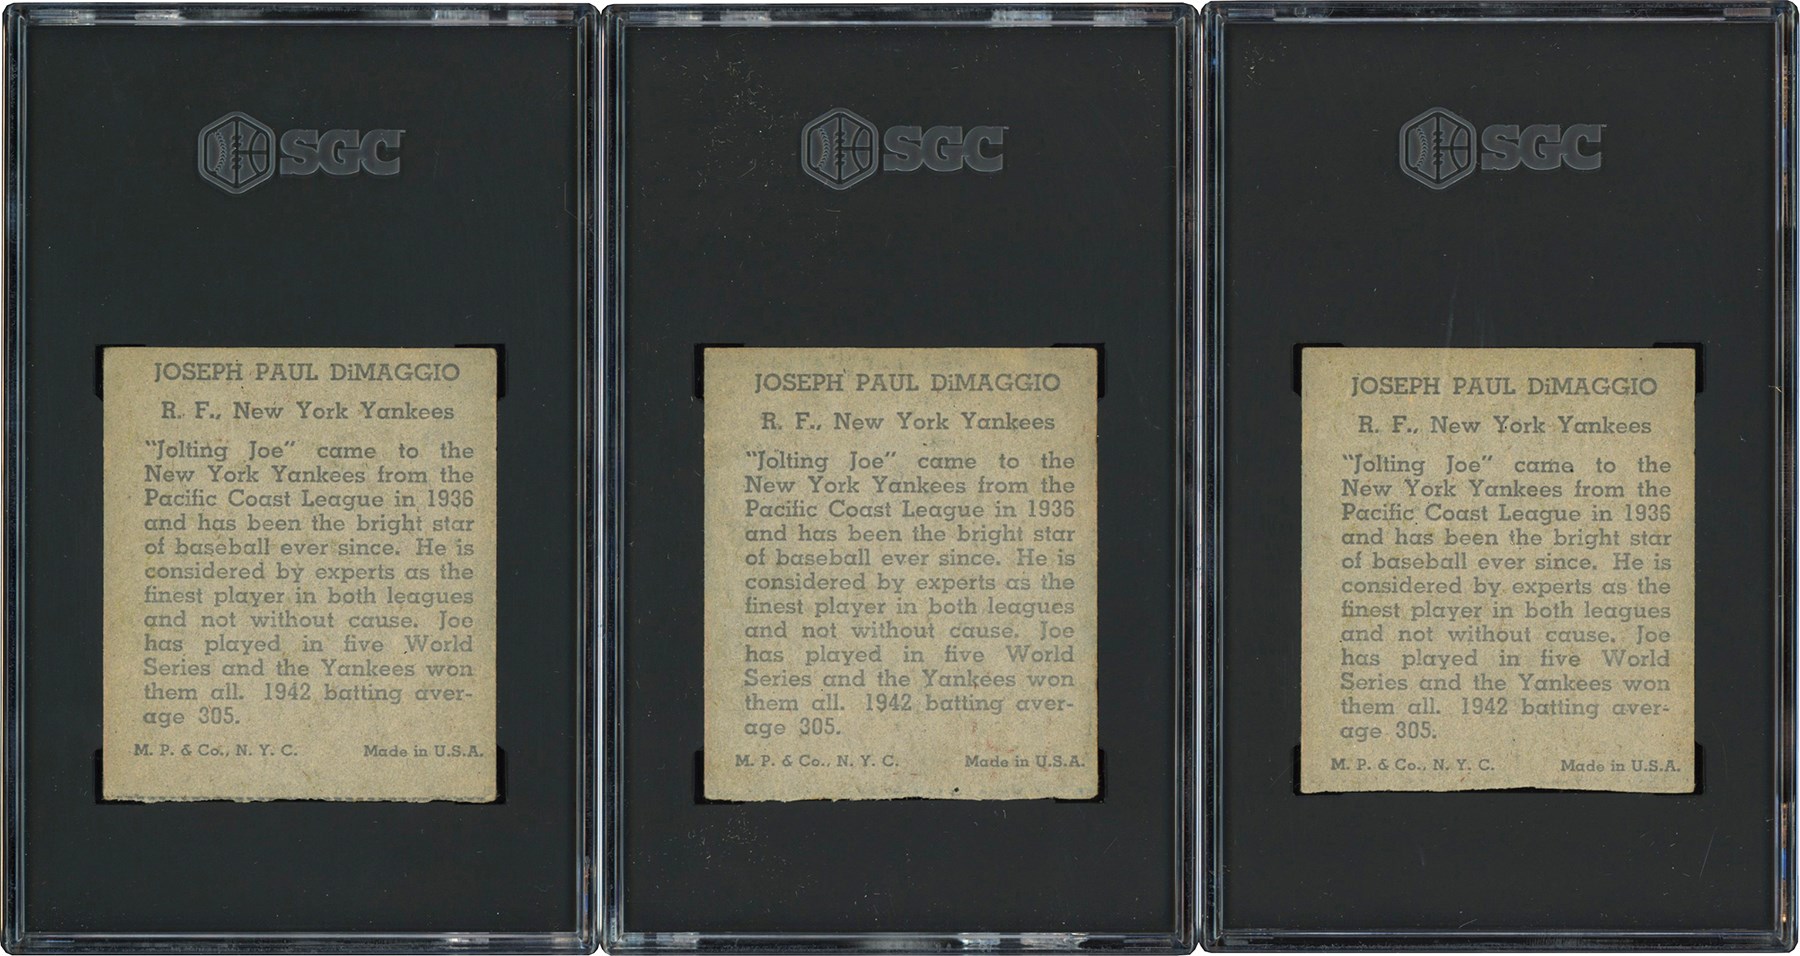 SGC
JOSEPH PAUL DiMAGGIO
R. F., New York Yankees
"Jolting Joe" came to the
New York Yankees from the
Pacific Coast League in 1936
and has been the bright star
of baseball ever since. He is
considered by experts as the
finest player in both leagues
and not without cause. Joe
has played in five World
Series and the Yankees won
them all. 1942 batting aver-
age 305.
M. P. & Co., N. Y. C. Made in U.S.A.
SGC
JOSEPH PAUL DiMAGGIO
R. F., New York Yankees
"Jolting Joe" came to the
New York Yankees from the
Pacific Coast League in 1936
and has been the bright star
of baseball ever since. He is
considered by experts as the
finest player in both leagues
and not without cause. Joe
has played in five World
Series and the Yankees won
them all. 1942 batting aver-
age 305.
M. P. & Co., N. Y. C. Made in U.S.A.
SGC
JOSEPH PAUL DiMAGGIO
R. F., New York Yankees
"Jolting Joe" came to the
New York Yankees from the
Pacific Coast League in 1936
and has been the bright star
of baseball ever since. He is
considered by experts as the
finest player in both leagues
and not without cause. Joe
has played in five World
Series and the Yankees won
them all. 1942 batting aver-
age 305.
M. P. & Co., N. Y. C. Made in U.S.A.